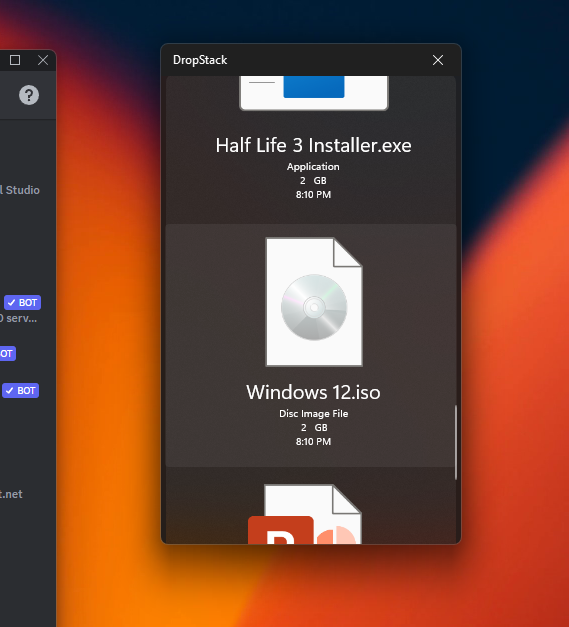 DropStack
?
l Studio
Half Life 3 Installer.exe
Application
2 GB
8:10 PM
✓ BOT
0 serv...
OT
✓ BOT
Windows 12.iso
Disc Image File
2 GB
8:10 PM
t.net
P